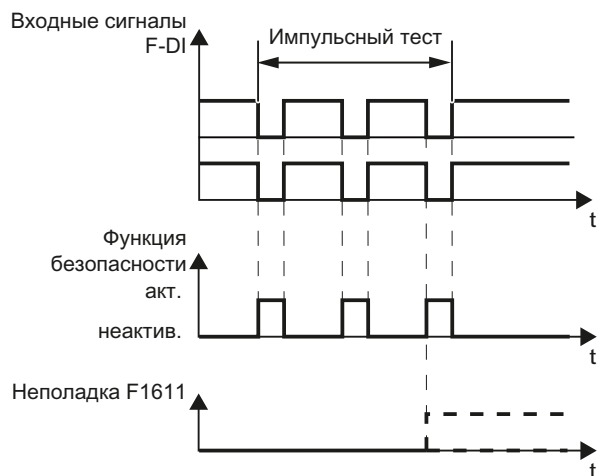 Входные сигналы
F-DI
Импульсный тест
t
Функция
безопасности
акт.
неактив.
t
Неполадка F1611
t